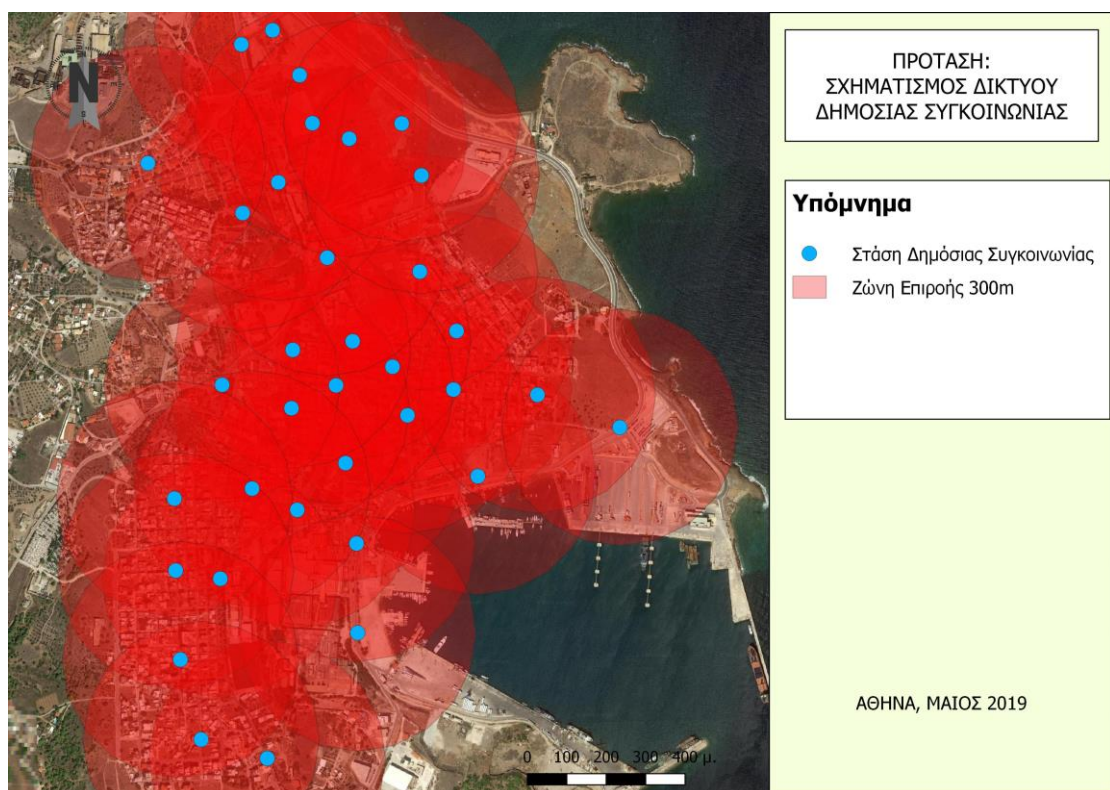 N
ΠΡΟΤΑΣΗ:
ΣΧΗΜΑΤΙΣΜΟΣ ΔΙΚΤΥΟΥ
ΔΗΜΟΣΙΑΣ ΣΥΓΚΟΙΝΩΝΙΑΣ
Υπόμνημα
Στάση Δημόσιας Συγκοινωνίας
Ζώνη Επιροής 300m
ΑΘΗΝΑ, ΜΑΙΟΣ 2019
0 100 200 300 400 μ.